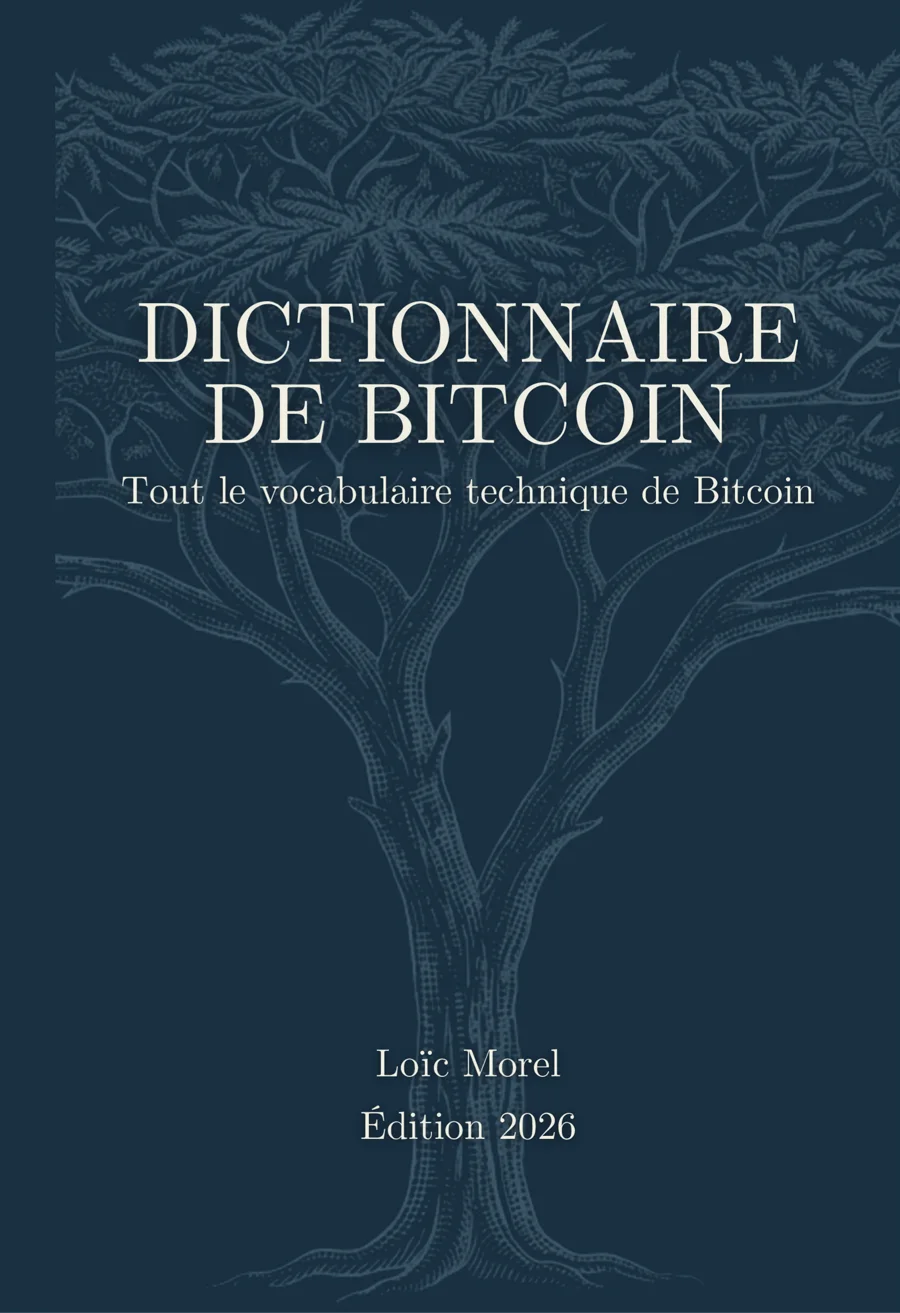 DICTIONNAIRE
DE BITCOIN
Tout le vocabulaire technique de Bitcoin
Loïc Morel
Édition 2026